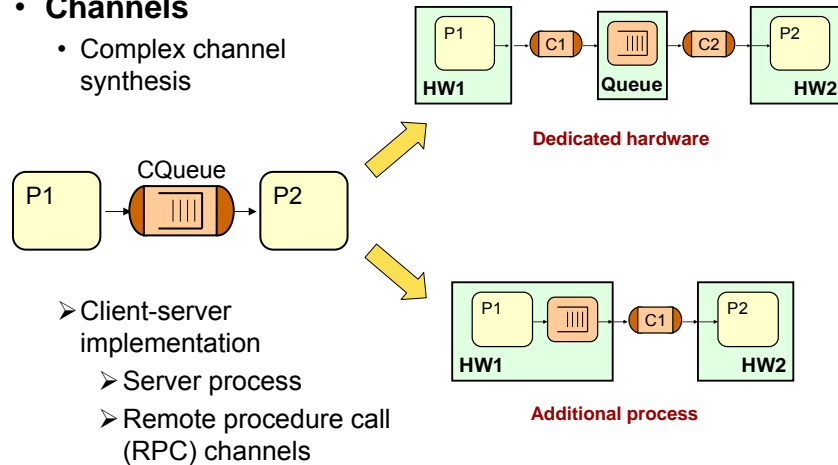 • Channels
• Complex channel
synthesis
P1
C1
C2
P2
HW1
Queue
HW2
Dedicated hardware
CQueue
P1
P2
➢ Client-server
implementation
➢ Server process
➢ Remote procedure call
(RPC) channels
P1
C1
P2
HW1
HW2
Additional process